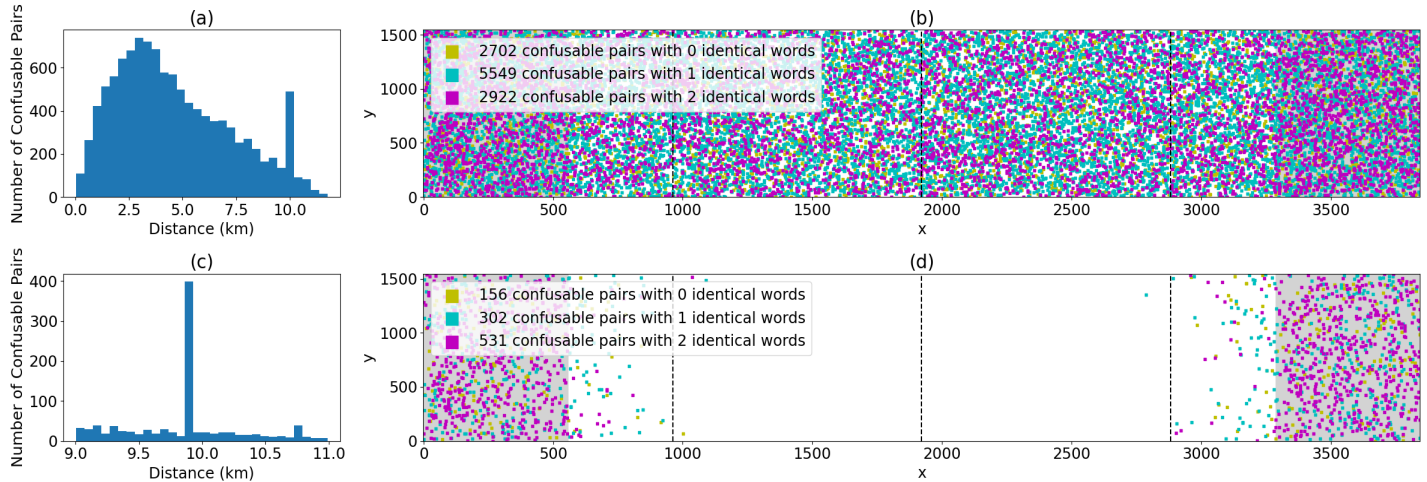 (a)
Number of Confusable Pairs
600
400
200
0
0.0 2.5 5.0 7.5 10.0
Distance (km)
(b)
y
1500
1000
500
0
2702 confusable pairs with 0 identical words
5549 confusable pairs with 1 identical words
2922 confusable pairs with 2 identical words
0 500 1000 1500 2000 2500 3000 3500
x
(c)
Number of Confusable Pairs
400
300
200
100
0
9.0 9.5 10.0 10.5 11.0
Distance (km)
(d)
y
1500
1000
500
0
156 confusable pairs with 0 identical words
302 confusable pairs with 1 identical words
531 confusable pairs with 2 identical words
0 500 1000 1500 2000 2500 3000 3500
x